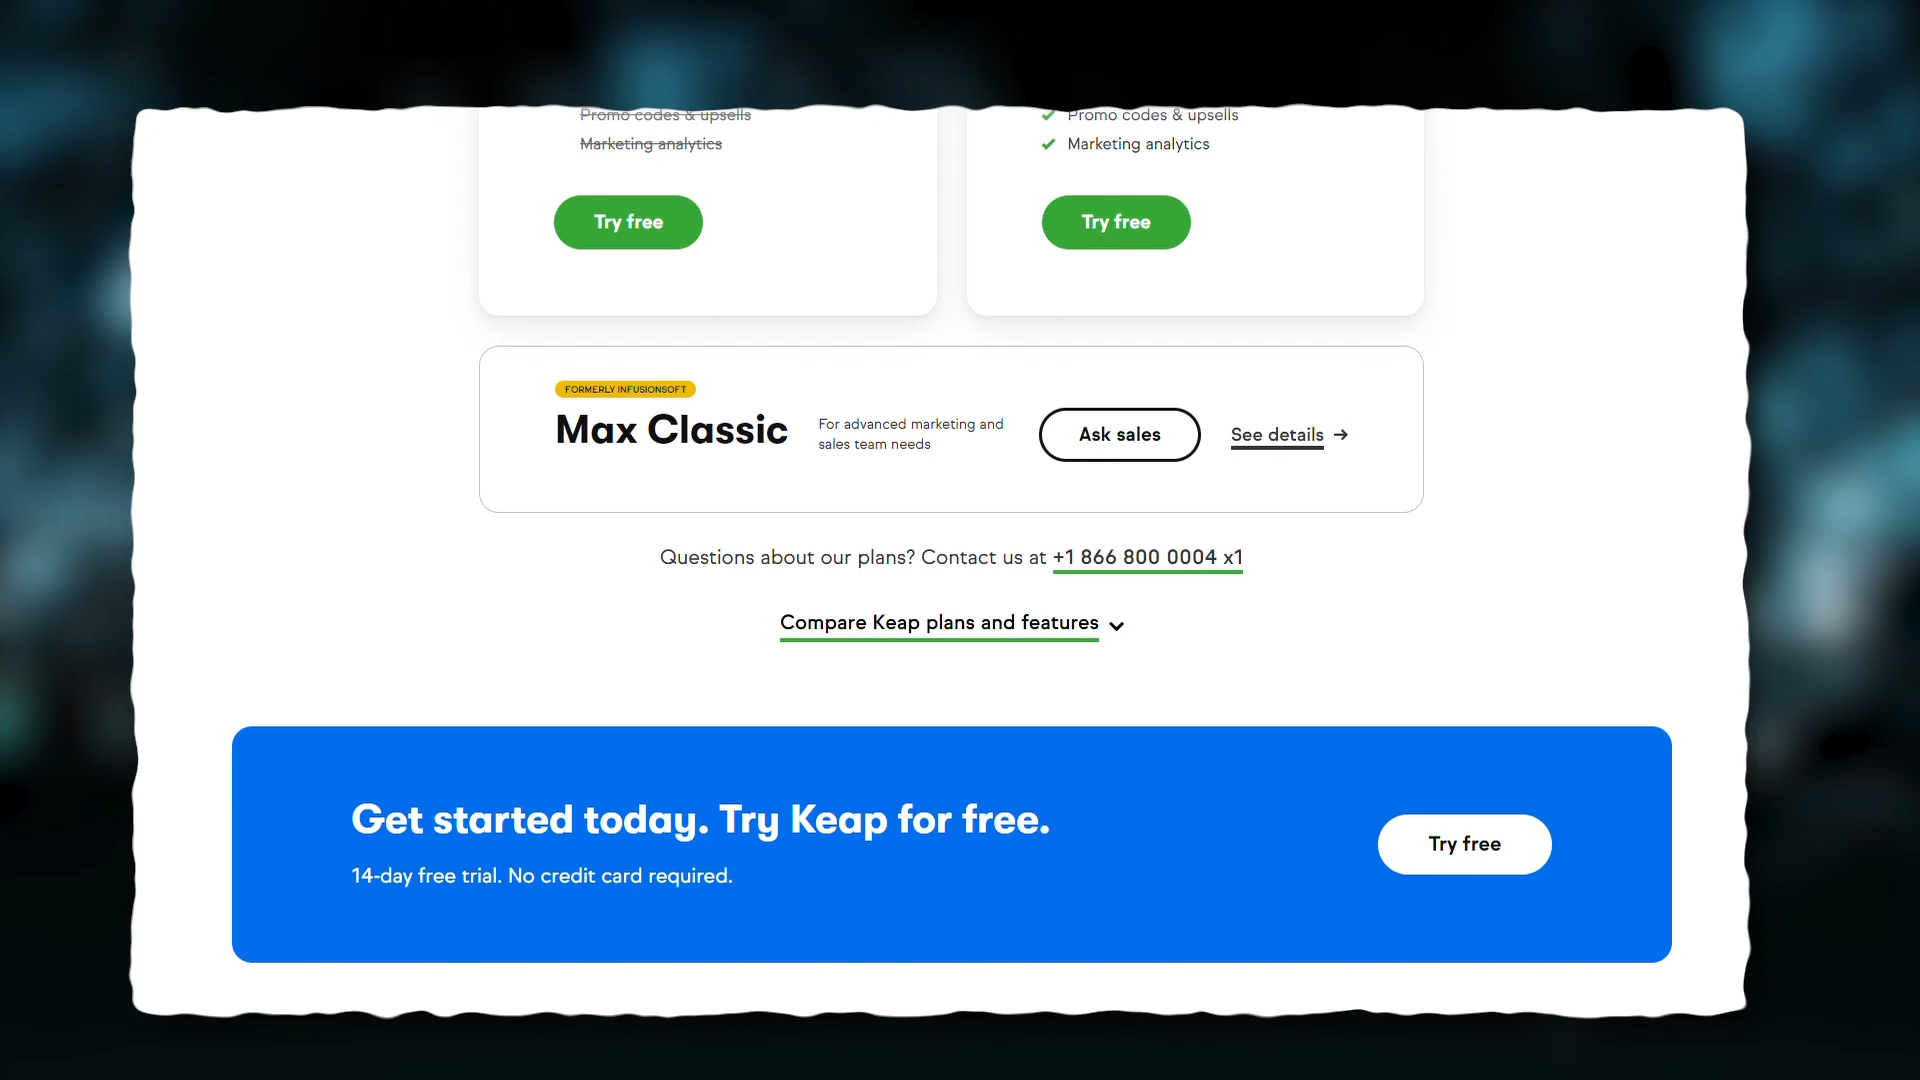 Promo codes & upsells
Marketing analytics
Try free
Promo codes & upsells
Marketing analytics
Try free
FORMERLY INFUSIONSOFT
Max Classic
For advanced marketing and
sales team needs
Ask sales
See details
Questions about our plans? Contact us at +1 866 800 0004 x1
Compare Keap plans and features
Get started today. Try Keap for free.
14-day free trial. No credit card required.
Try free